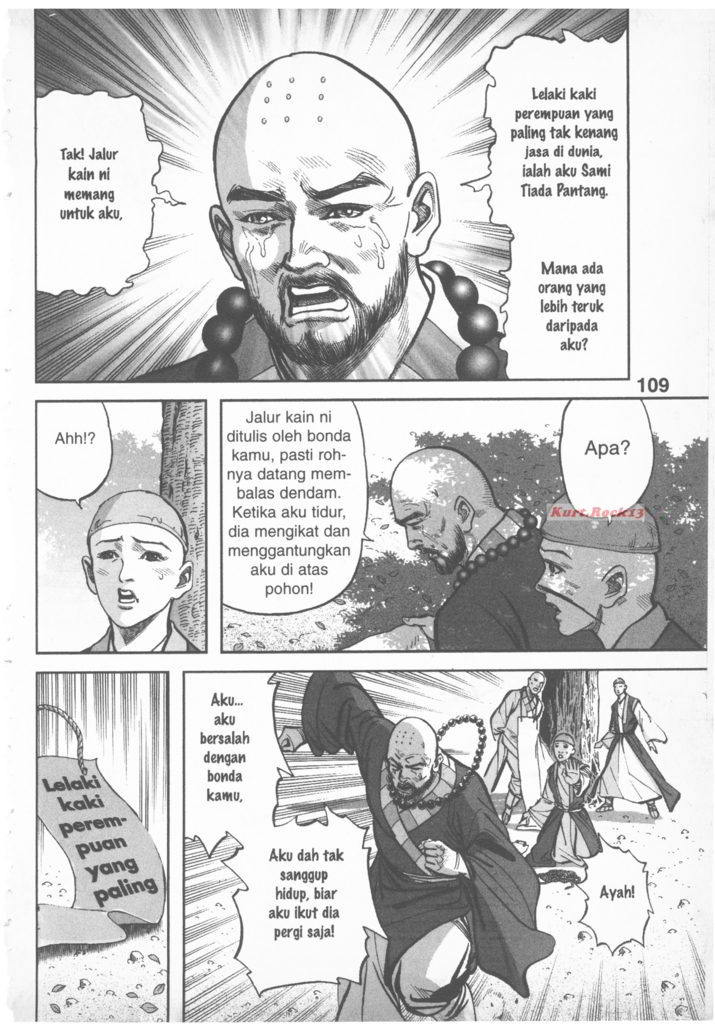 Tak! Jalur
kain ni
memang
untuk aku,
Lelaki kaki
perempuan yang
paling tak kenang
jasa di dunia,
ialah aku Sami
Tiada Pantang.
Mana ada
orang yang
lebih teruk
daripada
aku?
109
Ahh!?
Jalur kain ni
ditulis oleh bonda
kamu, pasti roh-
nya datang mem-
balas dendam.
Ketika aku tidur,
dia mengikat dan
menggantungkan
aku di atas
pohon!
Apa?
Kurt.Rock13
Lelaki
kaki
perem-
puan
yang
paling
Aku...
aku
bersalah
dengan
bonda
kamu,
Aku dah tak
sanggup
hidup, biar
aku ikut dia
pergi saja!
Ayah!